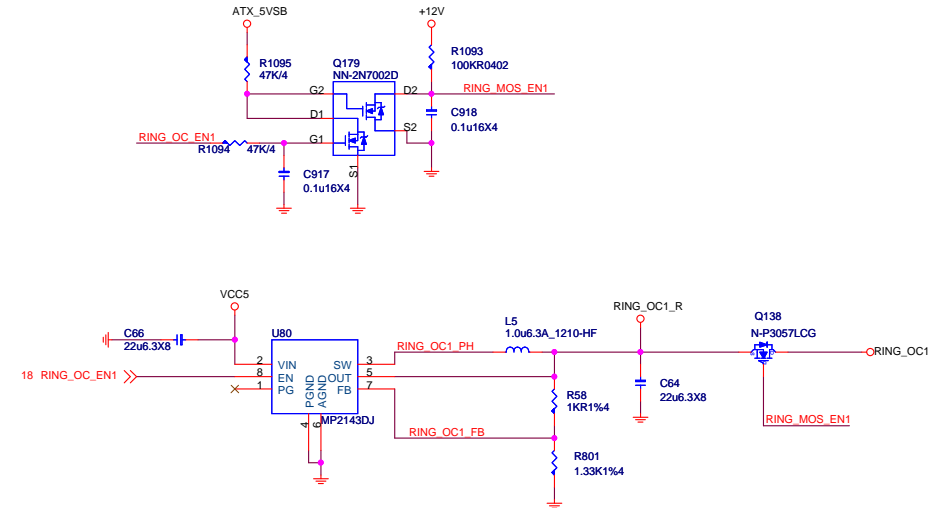 ATX_5VSB
+12V
R1095
47K/4
Q179
NN-2N7002D
R1093
100KR0402
G2
D2
RING_MOS_EN1
D1
C918
0.1u16X4
S2
RING_OC_EN1
G1
R1094 47K/4
C917
0.1u16X4
S1
VCC5
RING_OC1_R
C66
22u6.3X8
U80
L5
1.0u6.3A_1210-HF
Q138
N-P3057LCG
RING_OC1_PH
RING_OC1
2 VIN SW 3
18 RING_OC_EN1
8 EN OUT 5
1 PG FB 7
PGND
AGND
4
6
MP2143DJ
R58
1KR1%4
C64
22u6.3X8
RING_MOS_EN1
RING_OC1_FB
R801
1.33K1%4